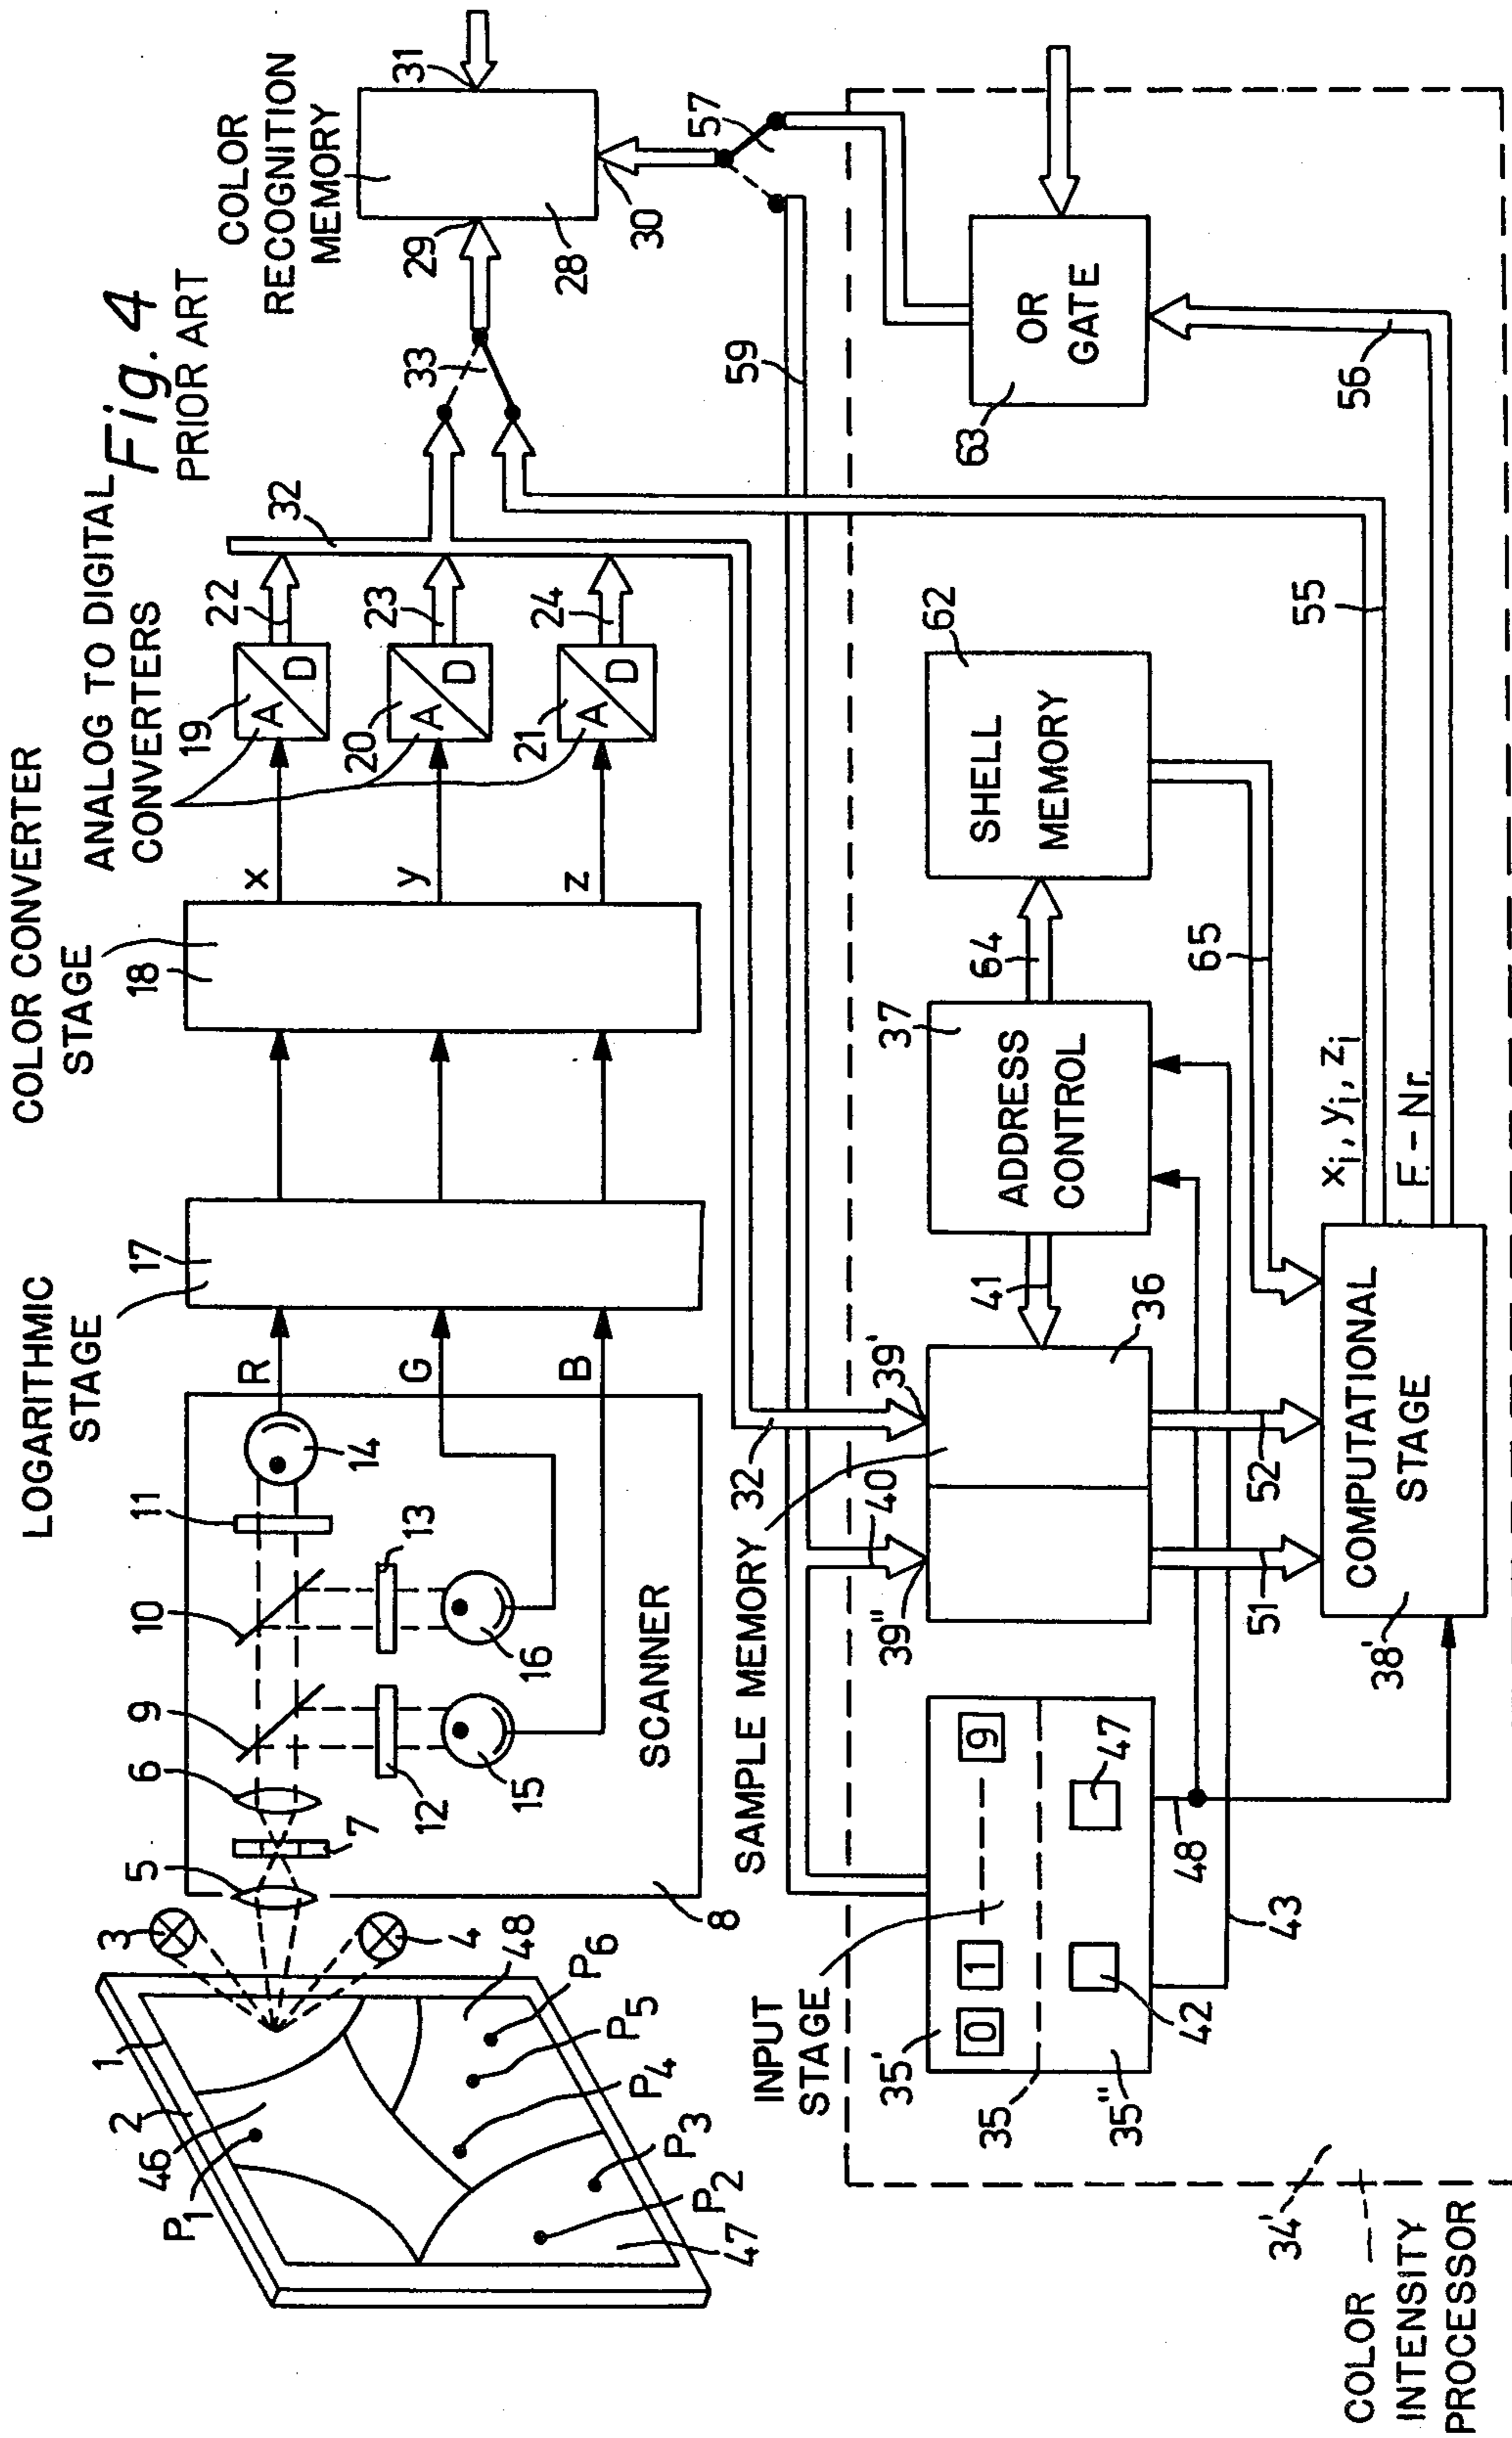 Fig. 4
PRIOR ART
LOGARITHMIC
STAGE
COLOR CONVERTER
STAGE
ANALOG TO DIGITAL
CONVERTERS
COLOR
RECOGNITION
MEMORY
1
2
46
P1
P2
P3
P4
P5
P6
47
48
3
4
5
6
7
8
9
10
11
12
13
14
15
16
SCANNER
R
G
B
17
18
x
y
z
19
20
21
A
D
A
D
A
D
22
23
24
32
33
29
28
30
31
57
59
SAMPLE MEMORY
32
40
39'
39"
36
41
INPUT
STAGE
35'
35
35"
0
1
9
42
47
48
43
37
ADDRESS
CONTROL
64
62
SHELL
MEMORY
65
63
OR
GATE
51
52
38'
COMPUTATIONAL
STAGE
xi, yi, zi
F.-Nr.
55
56
34'
COLOR
INTENSITY
PROCESSOR